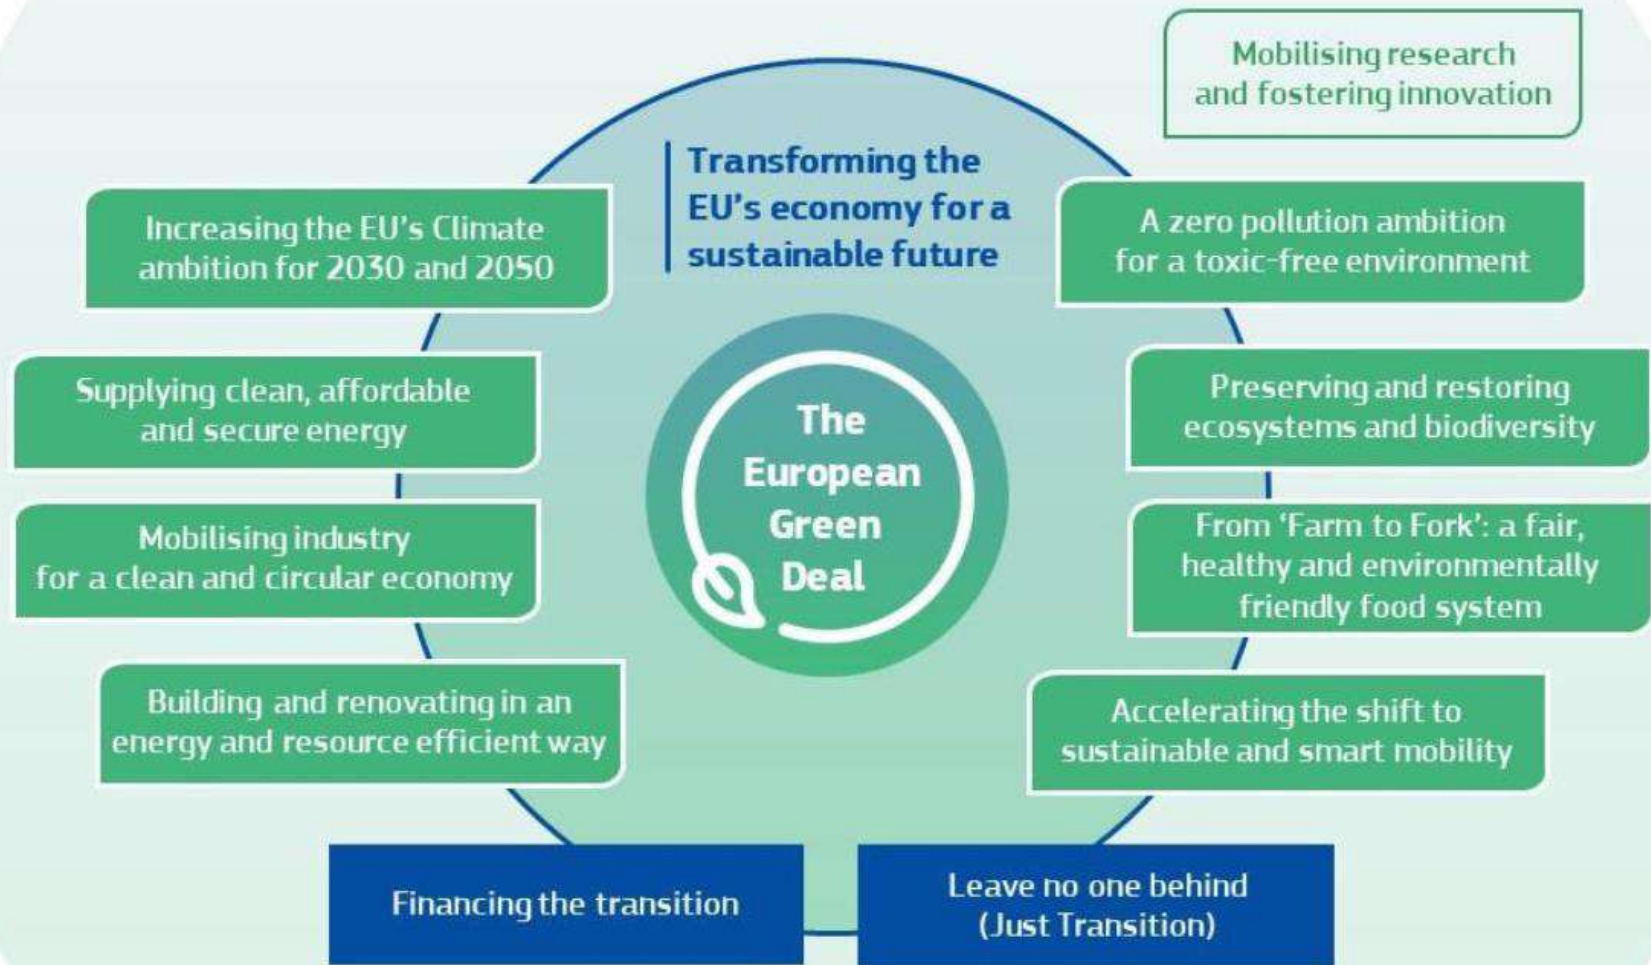 Mobilising research
and fostering innovation
Transforming the
EU's economy for a
sustainable future
Increasing the EU's Climate
ambition for 2030 and 2050
A zero pollution ambition
for a toxic-free environment
Supplying clean, affordable
and secure energy
Preserving and restoring
ecosystems and biodiversity
The
European
Green
Deal
Mobilising industry
for a clean and circular economy
From ‘Farm to Fork’: a fair,
healthy and environmentally
friendly food system
Building and renovating in an
energy and resource efficient way
Accelerating the shift to
sustainable and smart mobility
Financing the transition
Leave no one behind
(Just Transition)